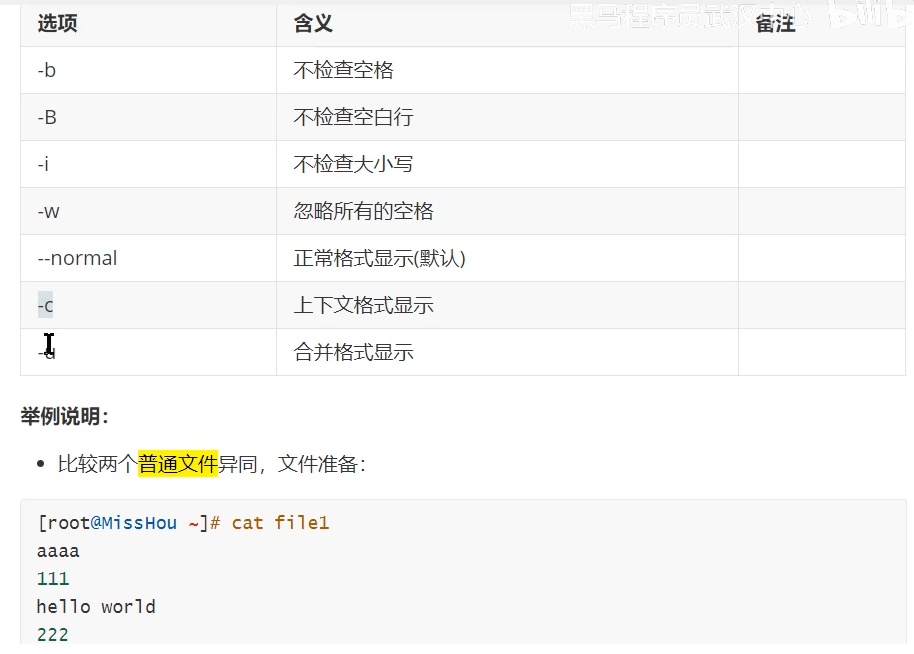 黑马程序员武汉中心 bilibili
选项 含义 备注
-b 不检查空格
-B 不检查空白行
-i 不检查大小写
-w 忽略所有的空格
--normal 正常格式显示(默认)
-c 上下文格式显示
合并格式显示
举例说明：
• 比较两个普通文件异同，文件准备：
[root@MissHou ~]# cat file1
aaaa
111
hello world
222